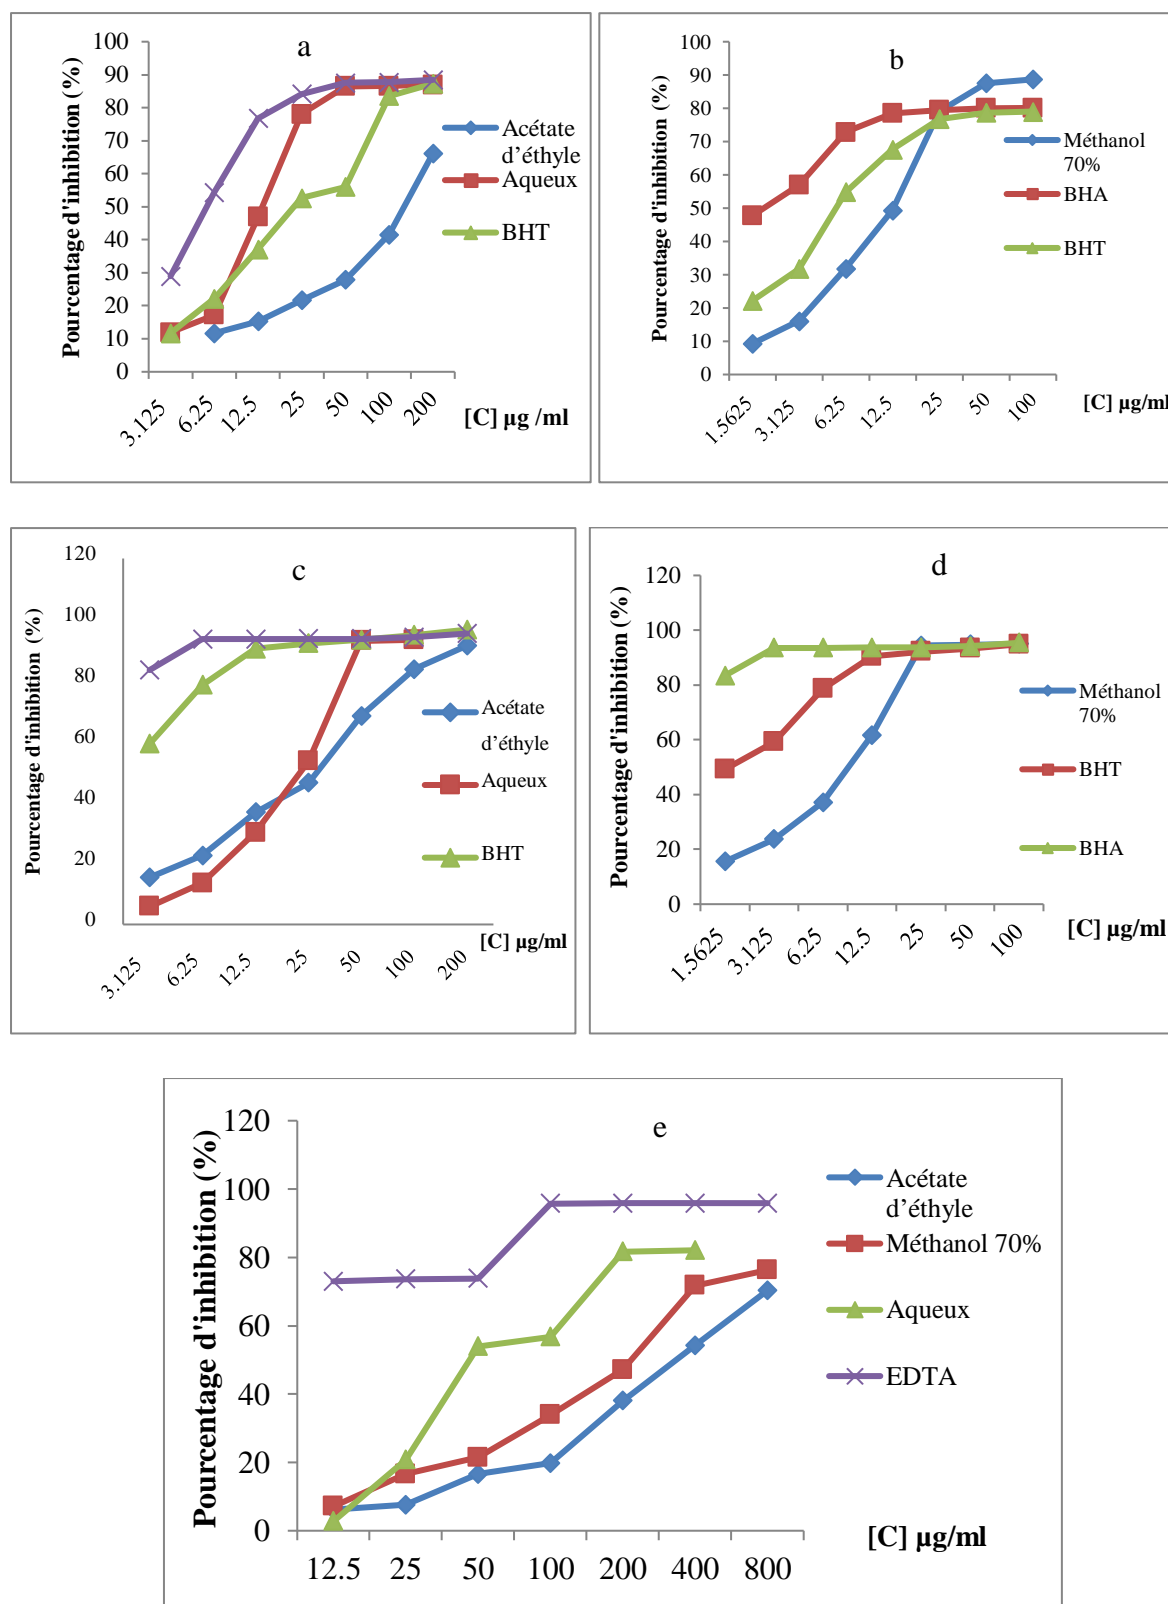 a
Pourcentage d'inhibition (%)
100
90
80
70
60
50
40
30
20
10
0
3.125
6.25
12.5
25
50
100
200
[C] µg /ml
Acétate
d'éthyle
Aqueux
BHT
b
Pourcentage d'inhibition (%)
100
90
80
70
60
50
40
30
20
10
0
1.5625
3.125
6.25
12.5
25
50
100
[C] µg/ml
Méthanol
70%
BHA
BHT
c
Pourcentage d'inhibition (%)
120
100
80
60
40
20
0
3.125
6.25
12.5
25
50
100
200
[C] µg/ml
Acétate
d'éthyle
Aqueux
BHT
d
Pourcentage d'inhibition (%)
120
100
80
60
40
20
0
1.5625
3.125
6.25
12.5
25
50
100
[C] µg/ml
Méthanol
70%
BHT
BHA
e
Pourcentage d'inhibition (%)
120
100
80
60
40
20
0
12.5
25
50
100
200
400
800
[C] µg/ml
Acétate
d'éthyle
Méthanol 70%
Aqueux
EDTA